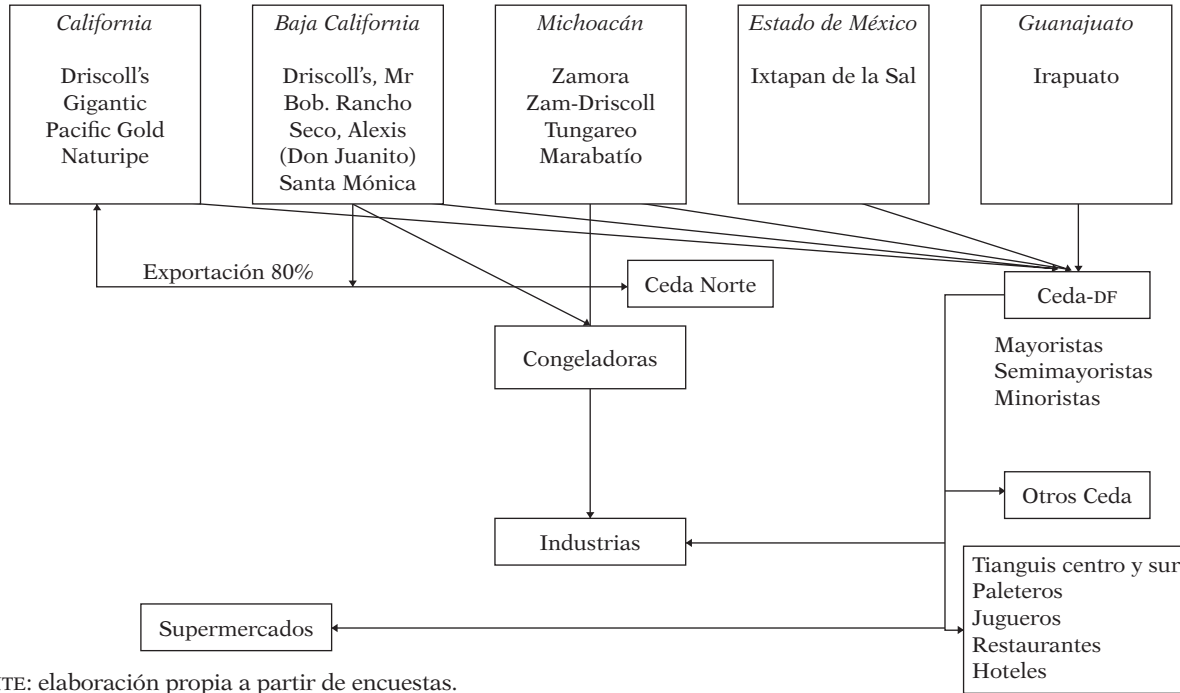 California
Driscoll's
Gigantic
Pacific Gold
Naturipe
Baja California
Driscoll's, Mr
Bob. Rancho
Seco, Alexis
(Don Juanito)
Santa Mónica
Michoacán
Zamora
Zam-Driscoll
Tungareo
Marabatío
Estado de México
Ixtapan de la Sal
Guanajuato
Irapuato
Exportación 80%
Ceda Norte
Ceda-DF
Mayoristas
Semimayoristas
Minoristas
Congeladoras
Otros Ceda
Industrias
Tianguis centro y sur
Paleteros
Jugueros
Restaurantes
Hoteles
Supermercados
NTE: elaboración propia a partir de encuestas.